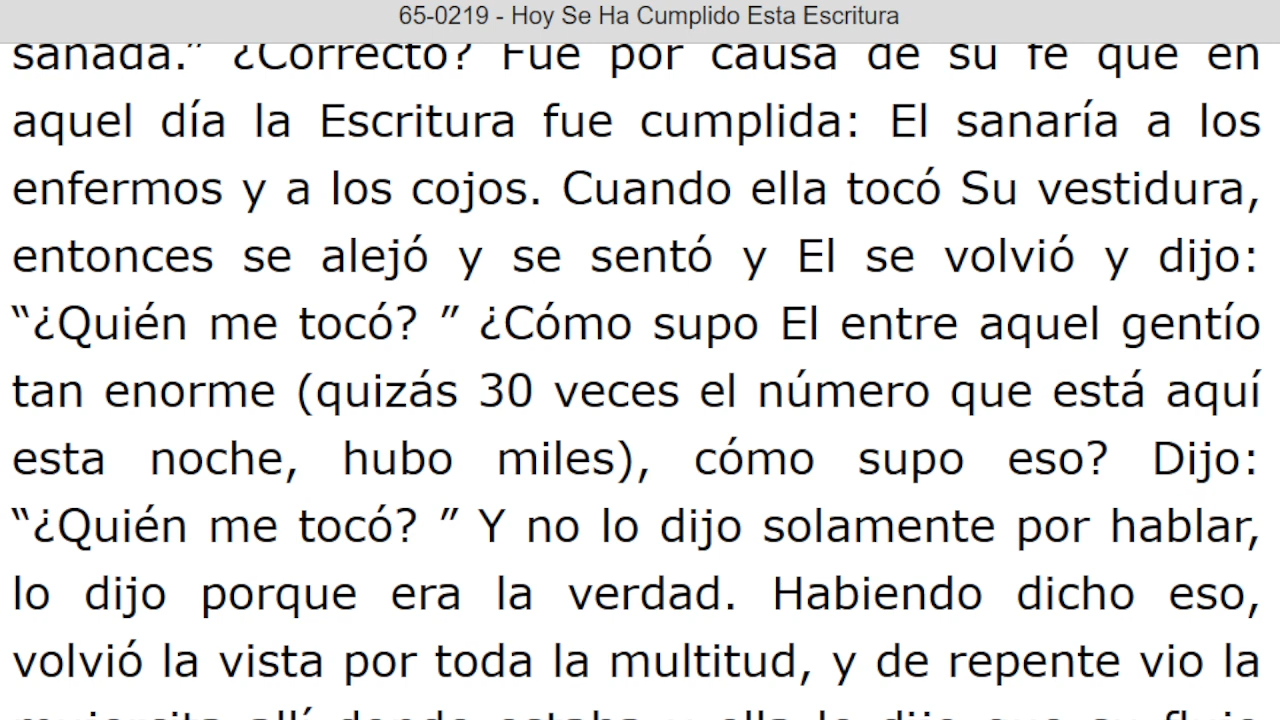 65-0219 - Hoy Se Ha Cumplido Esta Escritura
sanada.” ¿Correcto? Fue por causa de su fe que en
aquel día la Escritura fue cumplida: El sanaría a los
enfermos y a los cojos. Cuando ella tocó Su vestidura,
entonces se alejó y se sentó y El se volvió y dijo:
“¿Quién me tocó? ” ¿Cómo supo El entre aquel gentío
tan enorme (quizás 30 veces el número que está aquí
esta noche, hubo miles), cómo supo eso? Dijo:
“¿Quién me tocó? ” Y no lo dijo solamente por hablar,
lo dijo porque era la verdad. Habiendo dicho eso,
volvió la vista por toda la multitud, y de repente vio la